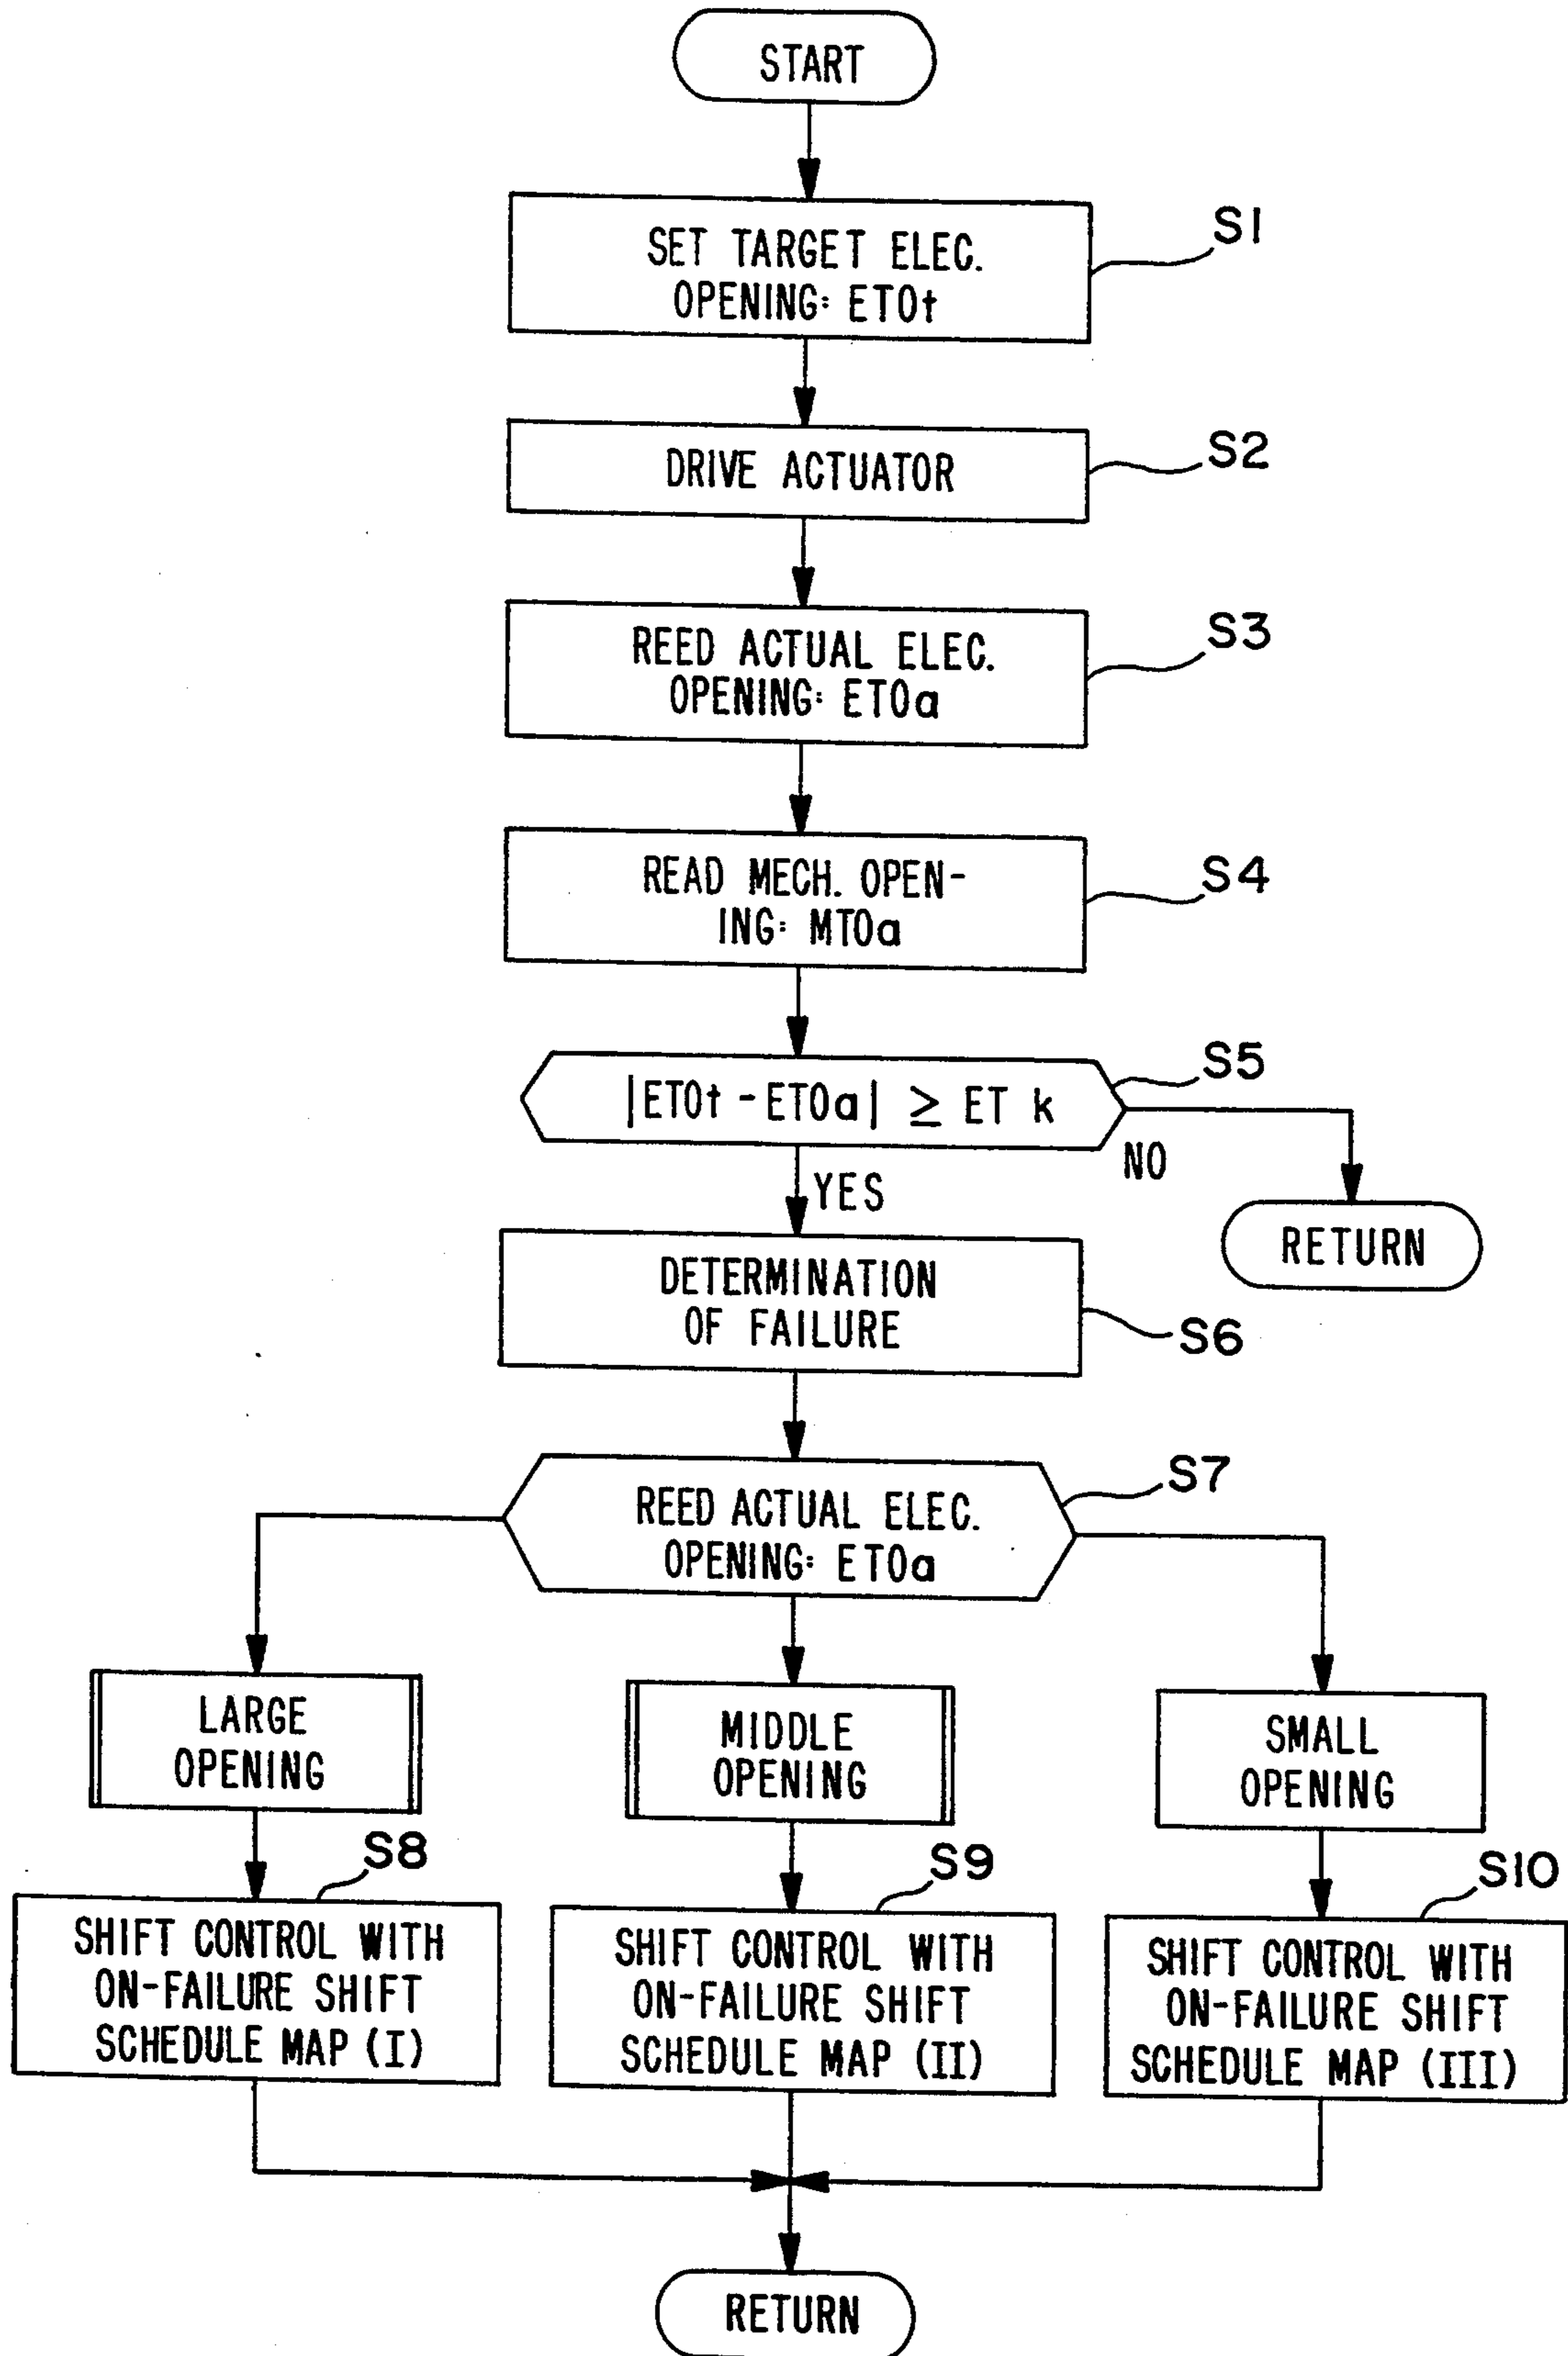 START
SET TARGET ELEC.
OPENING: ETOt
S1
DRIVE ACTUATOR
S2
REED ACTUAL ELEC.
OPENING: ETOa
S3
READ MECH. OPEN-
ING: MTOa
S4
|ETOt - ETOa| ≥ ET k
S5
NO
YES
RETURN
DETERMINATION
OF FAILURE
S6
REED ACTUAL ELEC.
OPENING: ETOa
S7
LARGE
OPENING
MIDDLE
OPENING
SMALL
OPENING
S8
SHIFT CONTROL WITH
ON-FAILURE SHIFT
SCHEDULE MAP (I)
S9
SHIFT CONTROL WITH
ON-FAILURE SHIFT
SCHEDULE MAP (II)
S10
SHIFT CONTROL WITH
ON-FAILURE SHIFT
SCHEDULE MAP (III)
RETURN